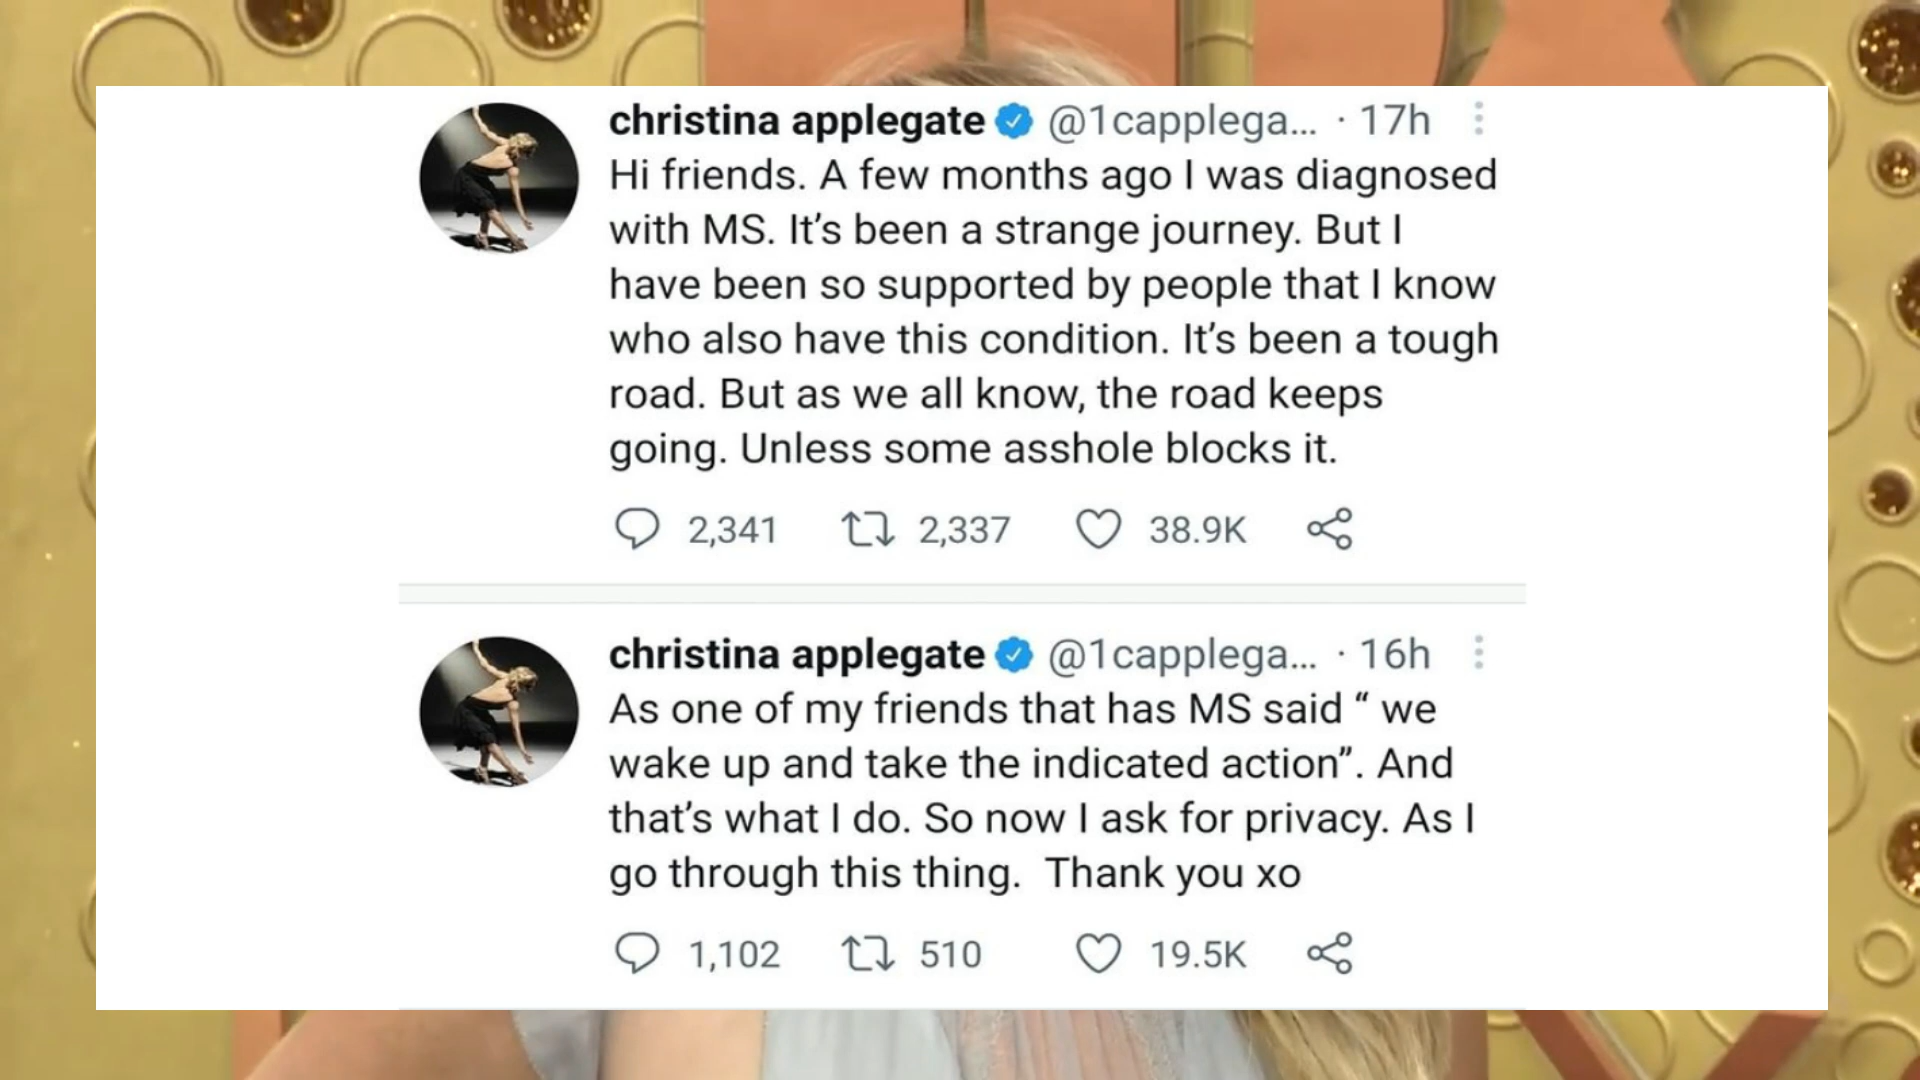 christina applegate @1capplega... · 17h
Hi friends. A few months ago I was diagnosed
with MS. It’s been a strange journey. But I
have been so supported by people that I know
who also have this condition. It’s been a tough
road. But as we all know, the road keeps
going. Unless some asshole blocks it.
2,341 2,337 38.9K
christina applegate @1capplega... · 16h
As one of my friends that has MS said “ we
wake up and take the indicated action”. And
that’s what I do. So now I ask for privacy. As I
go through this thing.  Thank you xo
1,102 510 19.5K